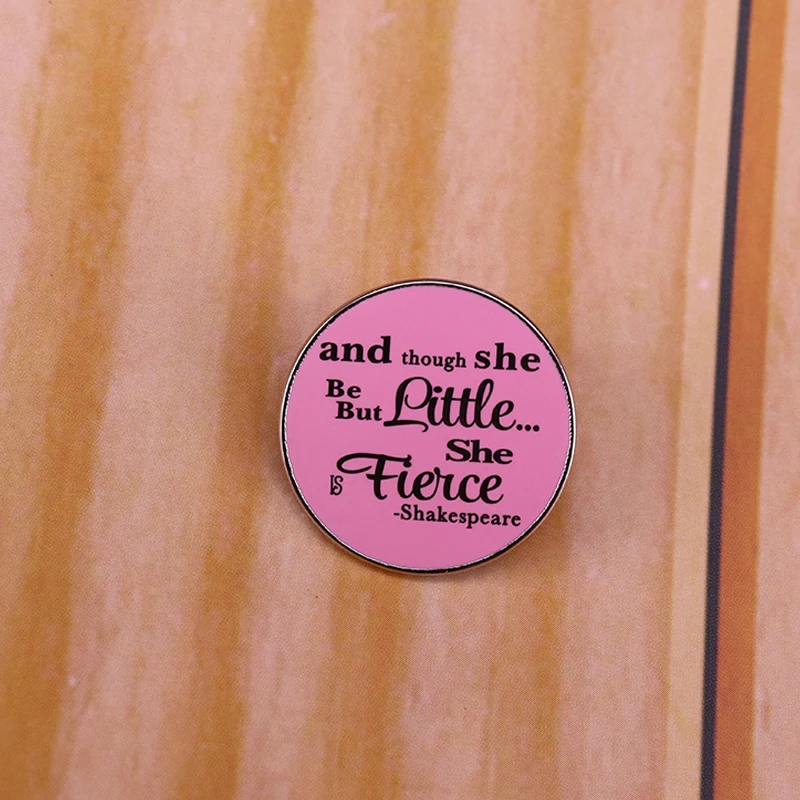 and though she
Be
But Little...
She
is Fierce
-Shakespeare